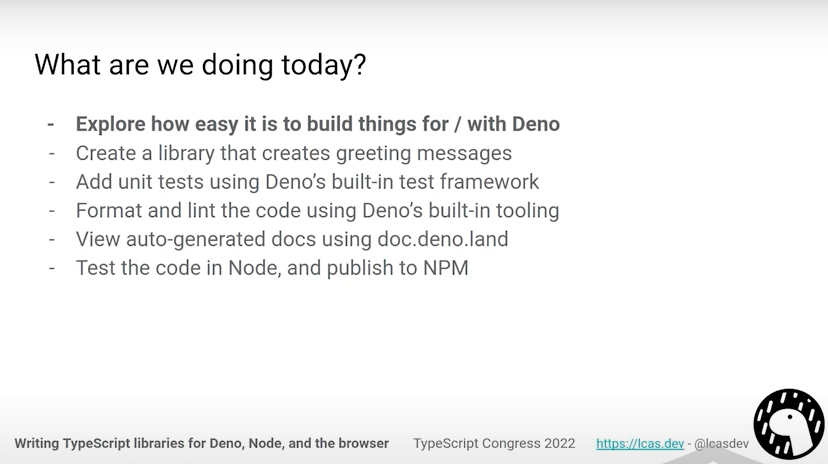 What are we doing today?
- Explore how easy it is to build things for / with Deno
- Create a library that creates greeting messages
- Add unit tests using Deno’s built-in test framework
- Format and lint the code using Deno’s built-in tooling
- View auto-generated docs using doc.deno.land
- Test the code in Node, and publish to NPM
Writing TypeScript libraries for Deno, Node, and the browser TypeScript Congress 2022 https://lcas.dev - @lcasdev